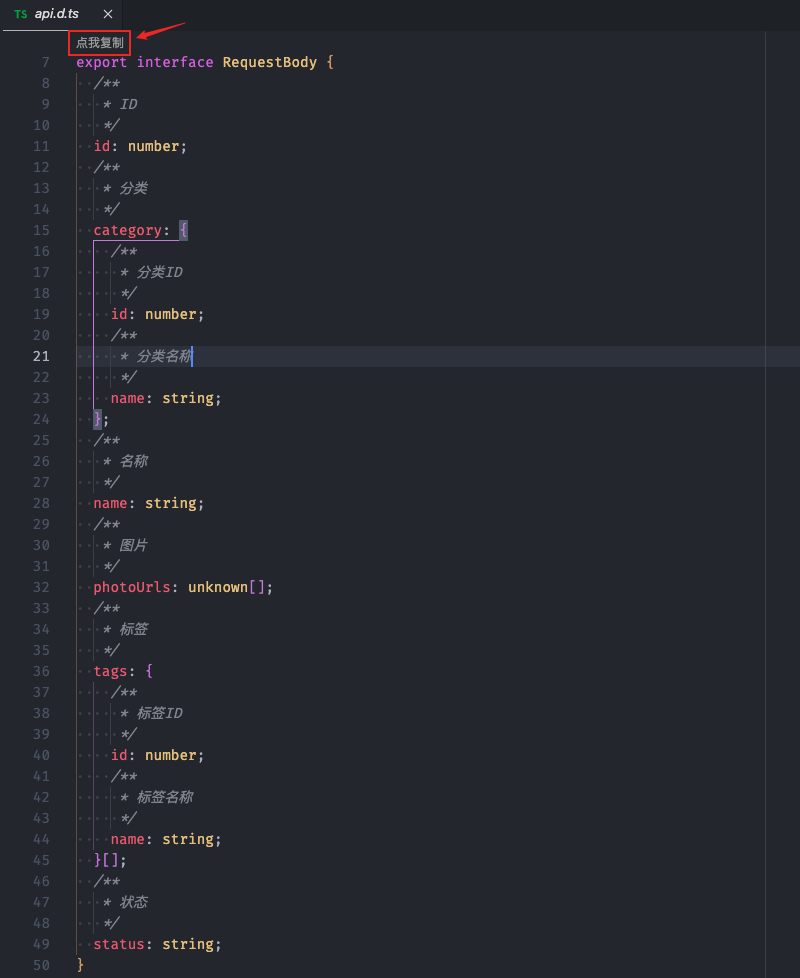 TS api.d.ts ×
点我复制
7 export interface RequestBody {
8 /**
9 * ID
10 */
11 id: number;
12 /**
13 * 分类
14 */
15 category: {
16 /**
17 * 分类ID
18 */
19 id: number;
20 /**
21 * 分类名称
22 */
23 name: string;
24 };
25 /**
26 * 名称
27 */
28 name: string;
29 /**
30 * 图片
31 */
32 photoUrls: unknown[];
33 /**
34 * 标签
35 */
36 tags: {
37 /**
38 * 标签ID
39 */
40 id: number;
41 /**
42 * 标签名称
43 */
44 name: string;
45 }[];
46 /**
47 * 状态
48 */
49 status: string;
50 }